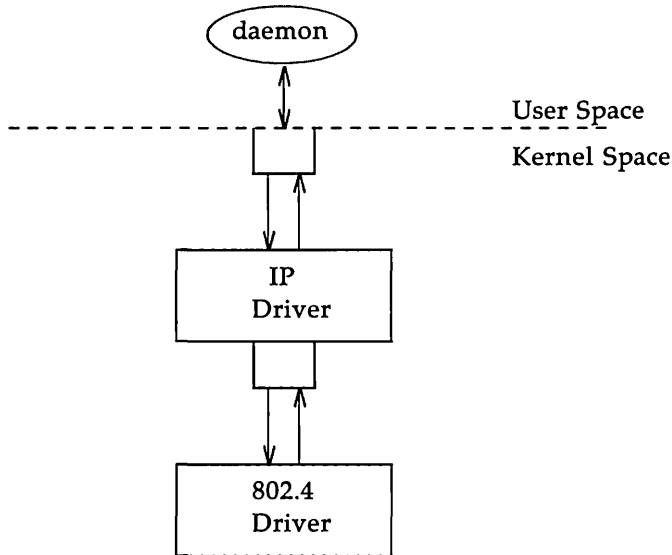 daemon
User Space
Kernel Space
IP
Driver
802.4
Driver